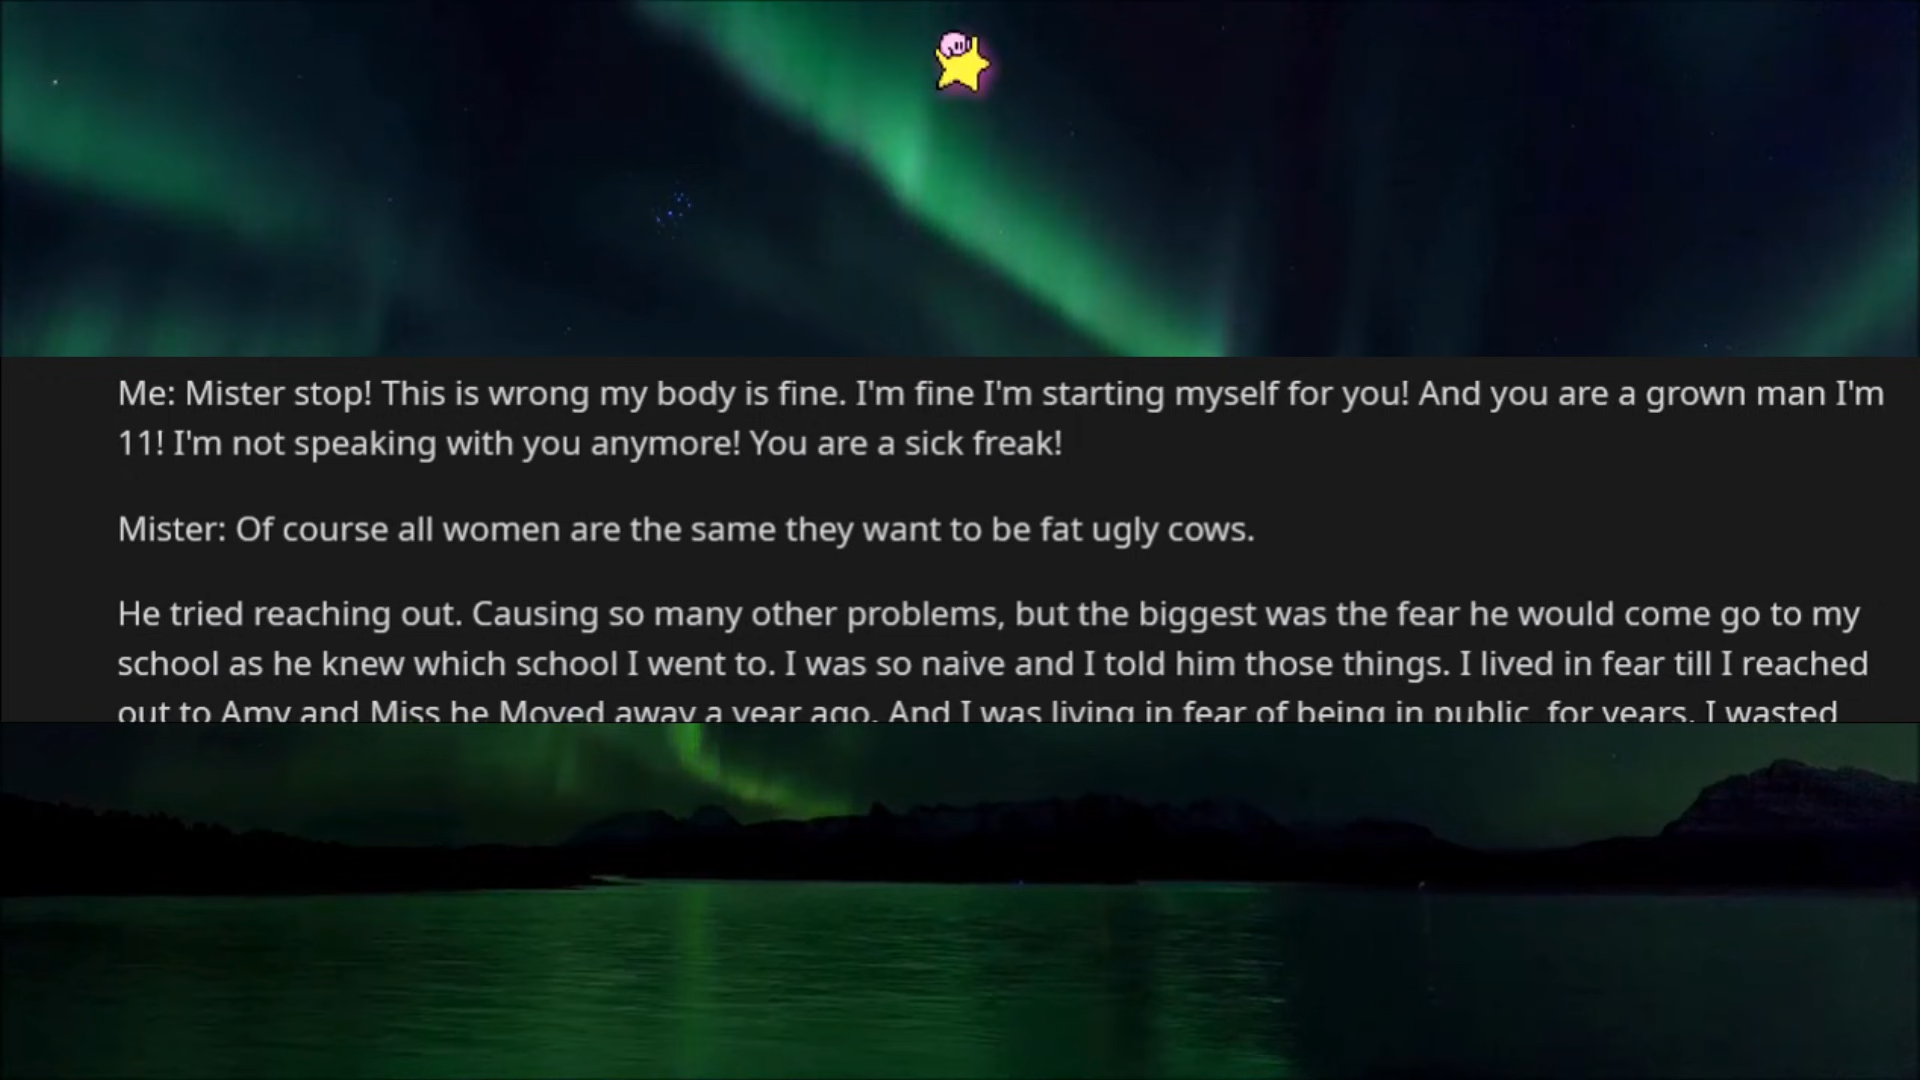 Me: Mister stop! This is wrong my body is fine. I'm fine I'm starting myself for you! And you are a grown man I'm
11! I'm not speaking with you anymore! You are a sick freak!
Mister: Of course all women are the same they want to be fat ugly cows.
He tried reaching out. Causing so many other problems, but the biggest was the fear he would come go to my
school as he knew which school I went to. I was so naive and I told him those things. I lived in fear till I reached
out to Amy and Miss he Moved away a year ago. And I was living in fear of being in public for years. I wasted